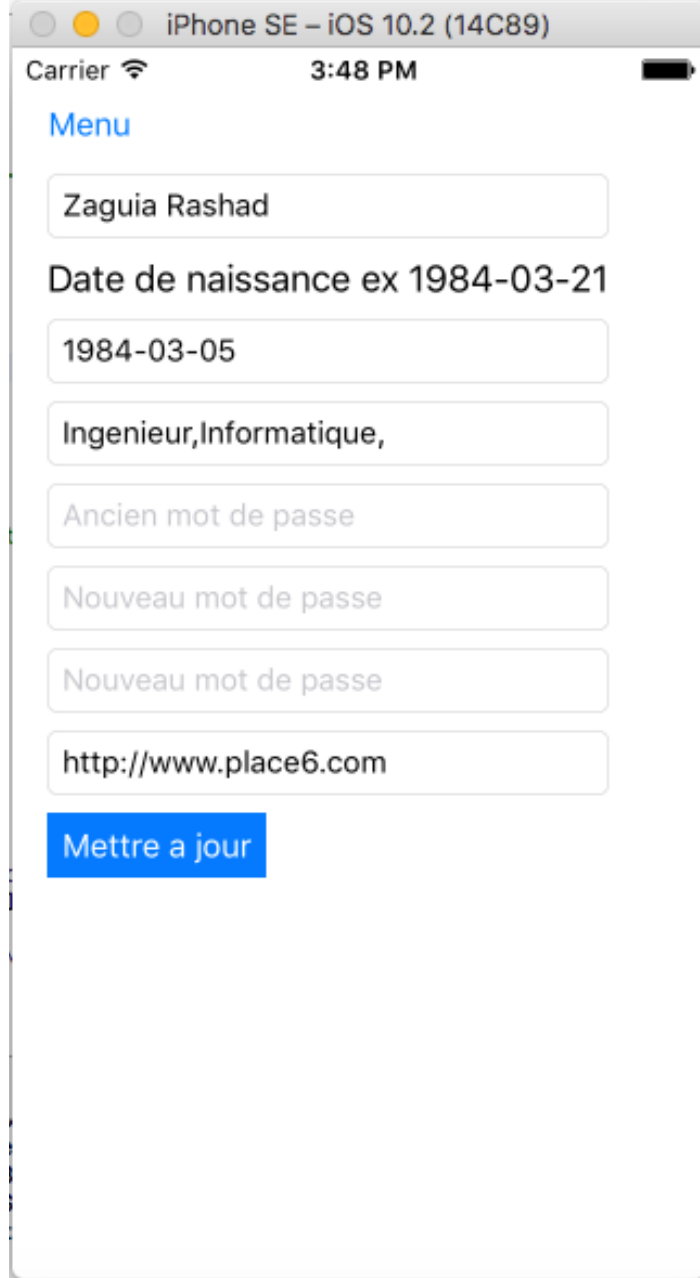 iPhone SE – iOS 10.2 (14C89)
Carrier 3:48 PM
Menu
Zaguia Rashad
Date de naissance ex 1984-03-21
1984-03-05
Ingenieur,Informatique,
Ancien mot de passe
Nouveau mot de passe
Nouveau mot de passe
http://www.place6.com
Mettre a jour